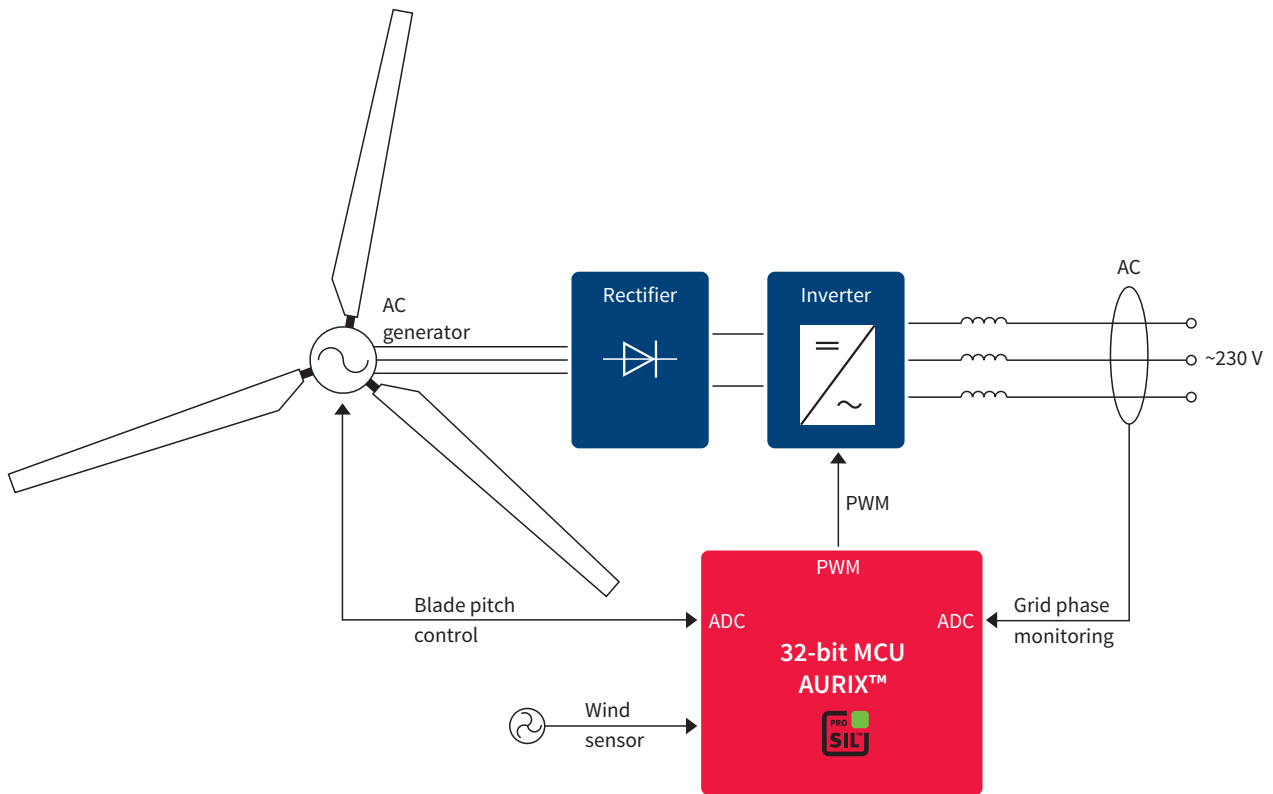 AC
generator
Rectifier
Inverter
AC
~230 V
PWM
PWM
Blade pitch
control
ADC
ADC
Grid phase
monitoring
32-bit MCU
AURIX™
Wind
sensor
PRO
SIL™